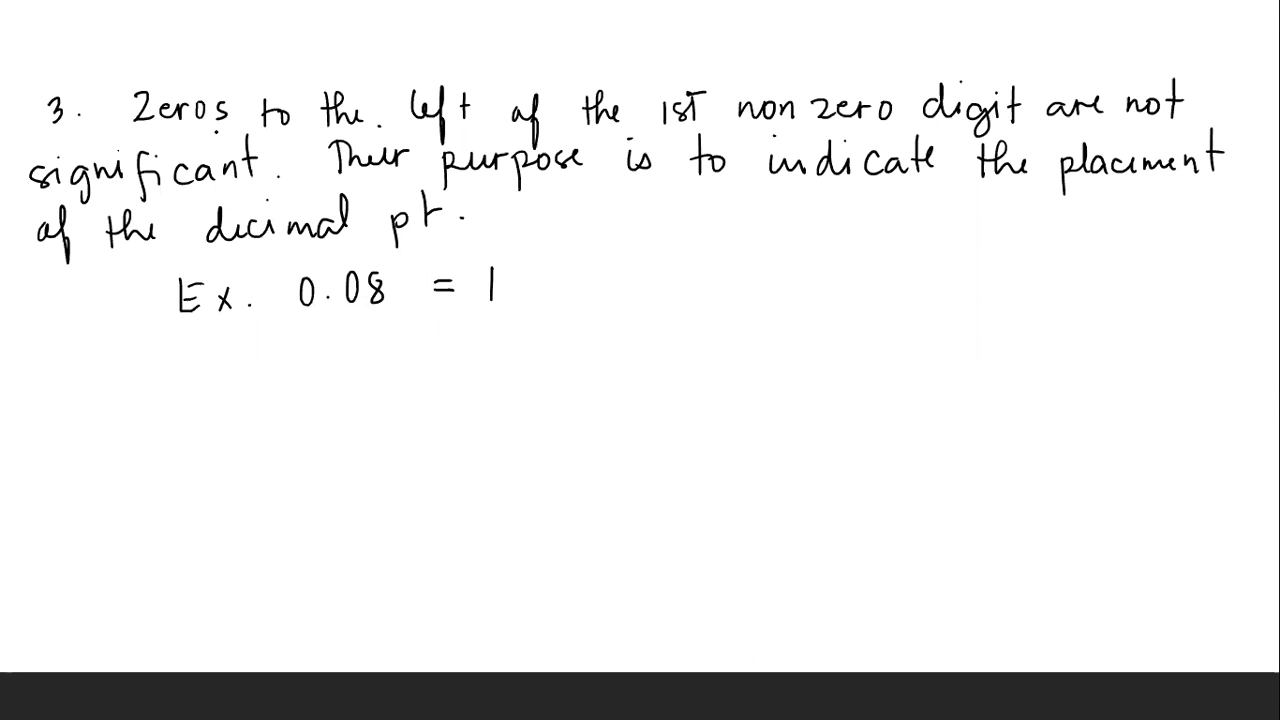 3. Zeros to the left of the 1ST non zero digit are not
significant. Their purpose is to indicate the placement
of the decimal pt.
Ex. 0.08 = 1